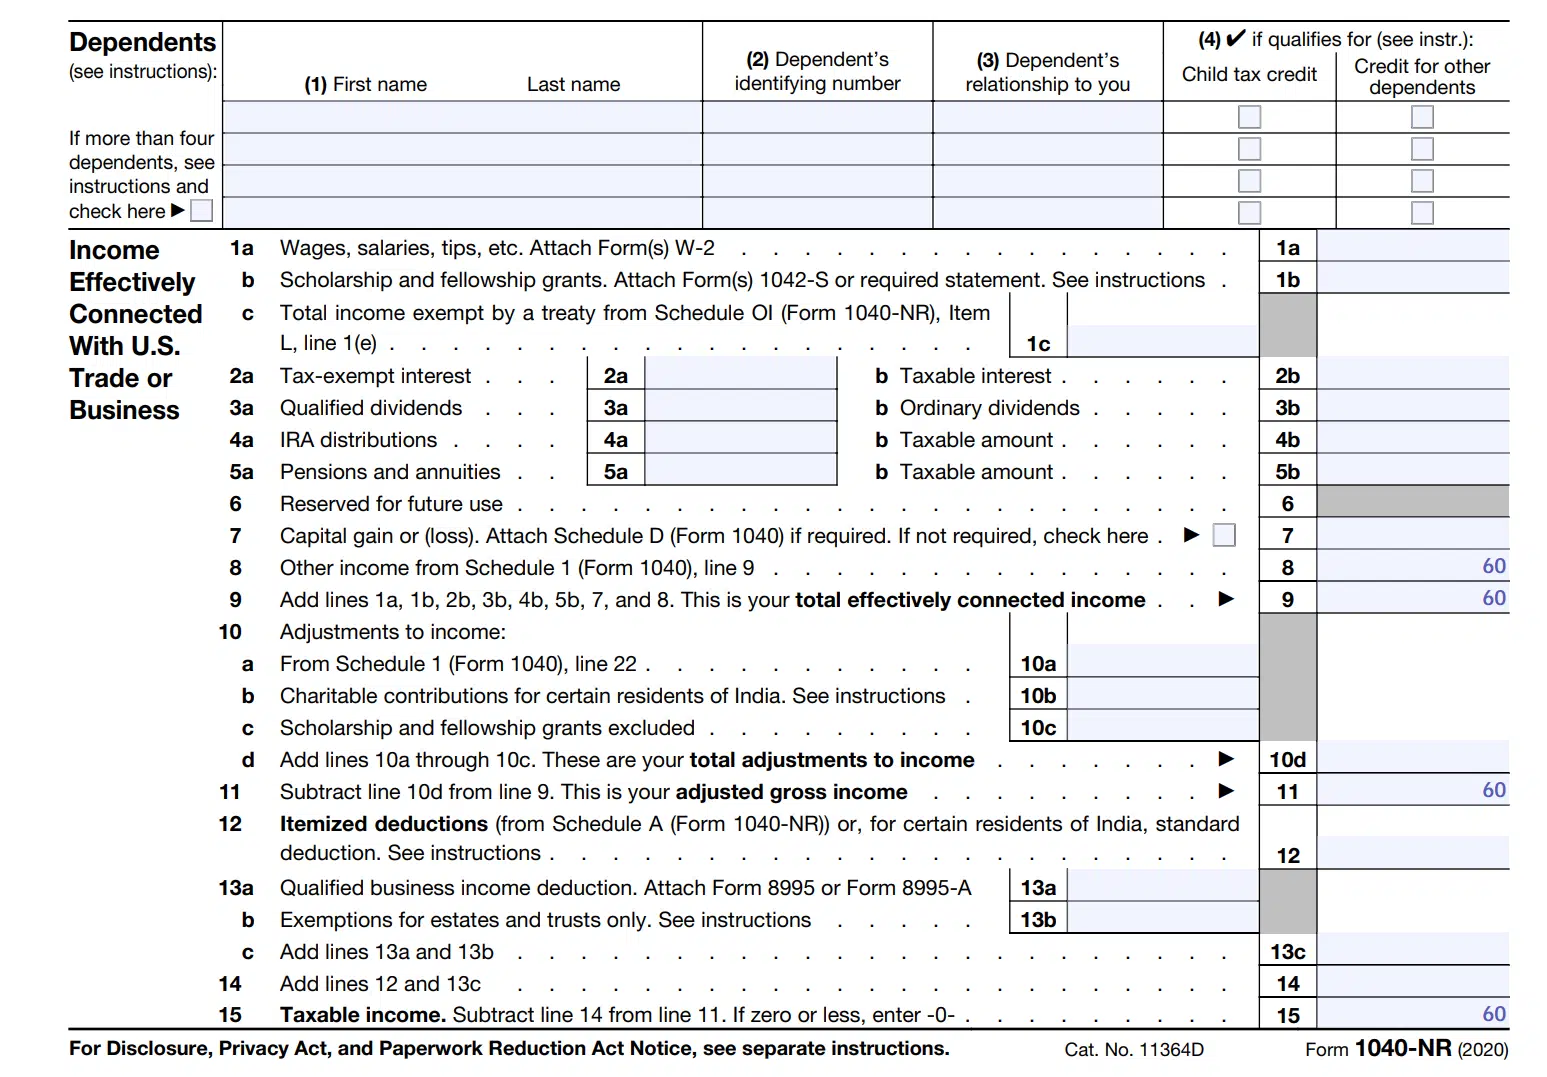 Dependents
(see instructions):
If more than four
dependents, see
instructions and
check here ▶
(1) First name Last name
(2) Dependent's
identifying number
(3) Dependent's
relationship to you
(4) ✔ if qualifies for (see instr.):
Child tax credit
Credit for other
dependents
Income
Effectively
Connected
With U.S.
Trade or
Business
1a Wages, salaries, tips, etc. Attach Form(s) W-2 . . . . . . . . . . . . . . . . 1a
b Scholarship and fellowship grants. Attach Form(s) 1042-S or required statement. See instructions . 1b
c Total income exempt by a treaty from Schedule OI (Form 1040-NR), Item
L, line 1(e) . . . . . . . . . . . . . . . . . . . 1c
2a Tax-exempt interest . . . 2a b Taxable interest . . . . . . 2b
3a Qualified dividends . . . 3a b Ordinary dividends . . . . . 3b
4a IRA distributions . . . . 4a b Taxable amount . . . . . . 4b
5a Pensions and annuities . . 5a b Taxable amount . . . . . . 5b
6 Reserved for future use . . . . . . . . . . . . . . . . . . . . . . . 6
7 Capital gain or (loss). Attach Schedule D (Form 1040) if required. If not required, check here . ▶ 7
8 Other income from Schedule 1 (Form 1040), line 9 . . . . . . . . . . . . . . . 8 60
9 Add lines 1a, 1b, 2b, 3b, 4b, 5b, 7, and 8. This is your total effectively connected income . . ▶ 9 60
10 Adjustments to income:
a From Schedule 1 (Form 1040), line 22 . . . . . . . . . . . 10a
b Charitable contributions for certain residents of India. See instructions . 10b
c Scholarship and fellowship grants excluded . . . . . . . . . 10c
d Add lines 10a through 10c. These are your total adjustments to income . . . . . . . ▶ 10d
11 Subtract line 10d from line 9. This is your adjusted gross income . . . . . . . . . ▶ 11 60
12 Itemized deductions (from Schedule A (Form 1040-NR)) or, for certain residents of India, standard
deduction. See instructions . . . . . . . . . . . . . . . . . . . . . . 12
13a Qualified business income deduction. Attach Form 8995 or Form 8995-A 13a
b Exemptions for estates and trusts only. See instructions . . . . . 13b
c Add lines 13a and 13b . . . . . . . . . . . . . . . . . . . . . . . 13c
14 Add lines 12 and 13c . . . . . . . . . . . . . . . . . . . . . . . 14
15 Taxable income. Subtract line 14 from line 11. If zero or less, enter -0- . . . . . . . . . 15 60
For Disclosure, Privacy Act, and Paperwork Reduction Act Notice, see separate instructions. Cat. No. 11364D Form 1040-NR (2020)